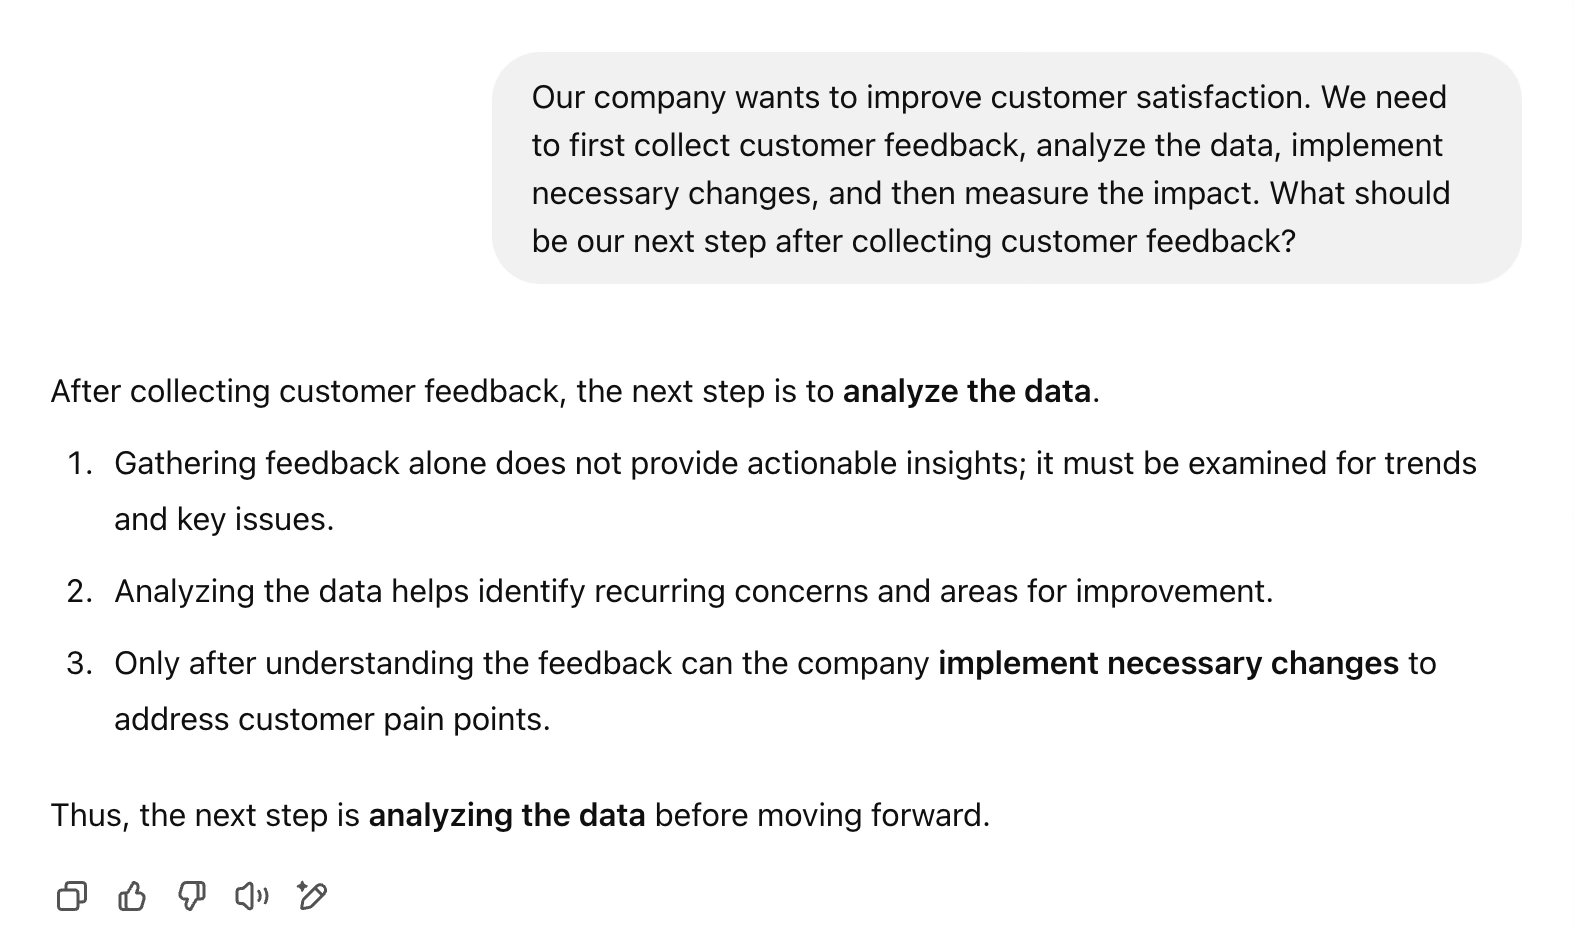 Our company wants to improve customer satisfaction. We need
to first collect customer feedback, analyze the data, implement
necessary changes, and then measure the impact. What should
be our next step after collecting customer feedback?
After collecting customer feedback, the next step is to analyze the data.
1. Gathering feedback alone does not provide actionable insights; it must be examined for trends
and key issues.
2. Analyzing the data helps identify recurring concerns and areas for improvement.
3. Only after understanding the feedback can the company implement necessary changes to
address customer pain points.
Thus, the next step is analyzing the data before moving forward.